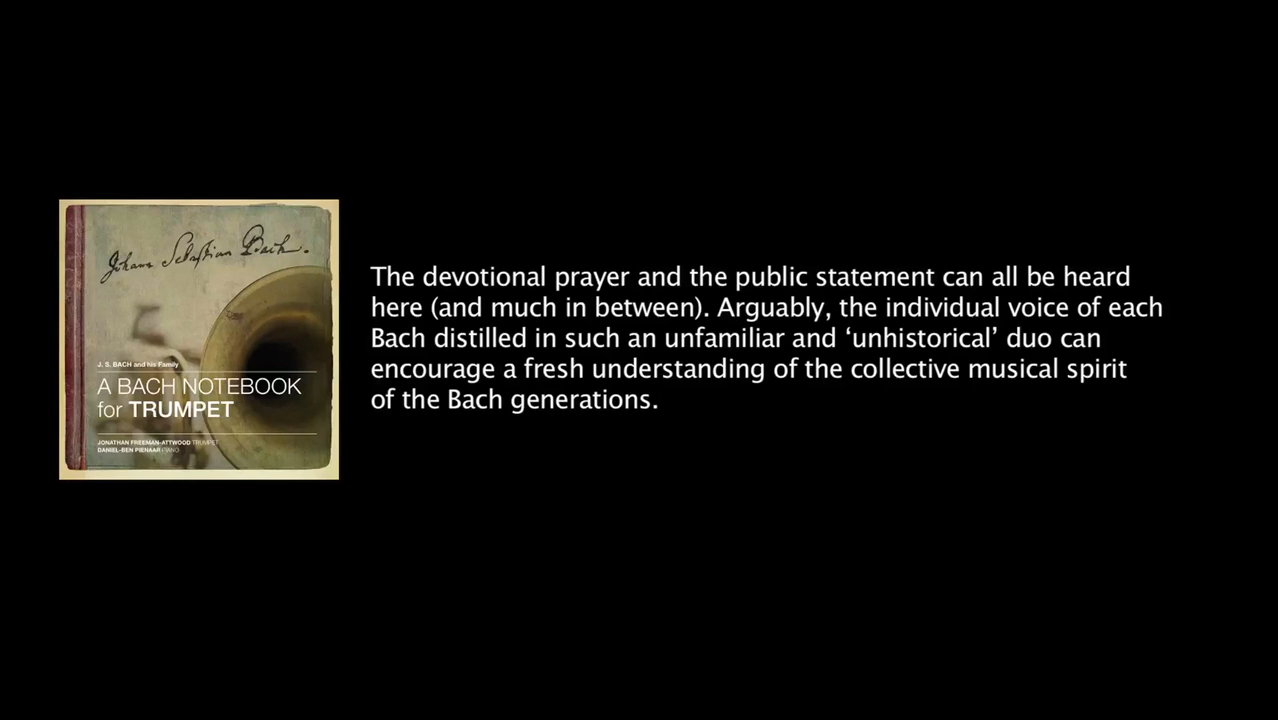 Johann Sebastian Bach.
J. S. BACH and his Family
A BACH NOTEBOOK
for TRUMPET
JONATHAN FREEMAN-ATTWOOD TRUMPET
DANIEL-BEN PIENAAR PIANO
The devotional prayer and the public statement can all be heard
here (and much in between). Arguably, the individual voice of each
Bach distilled in such an unfamiliar and ‘unhistorical’ duo can
encourage a fresh understanding of the collective musical spirit
of the Bach generations.